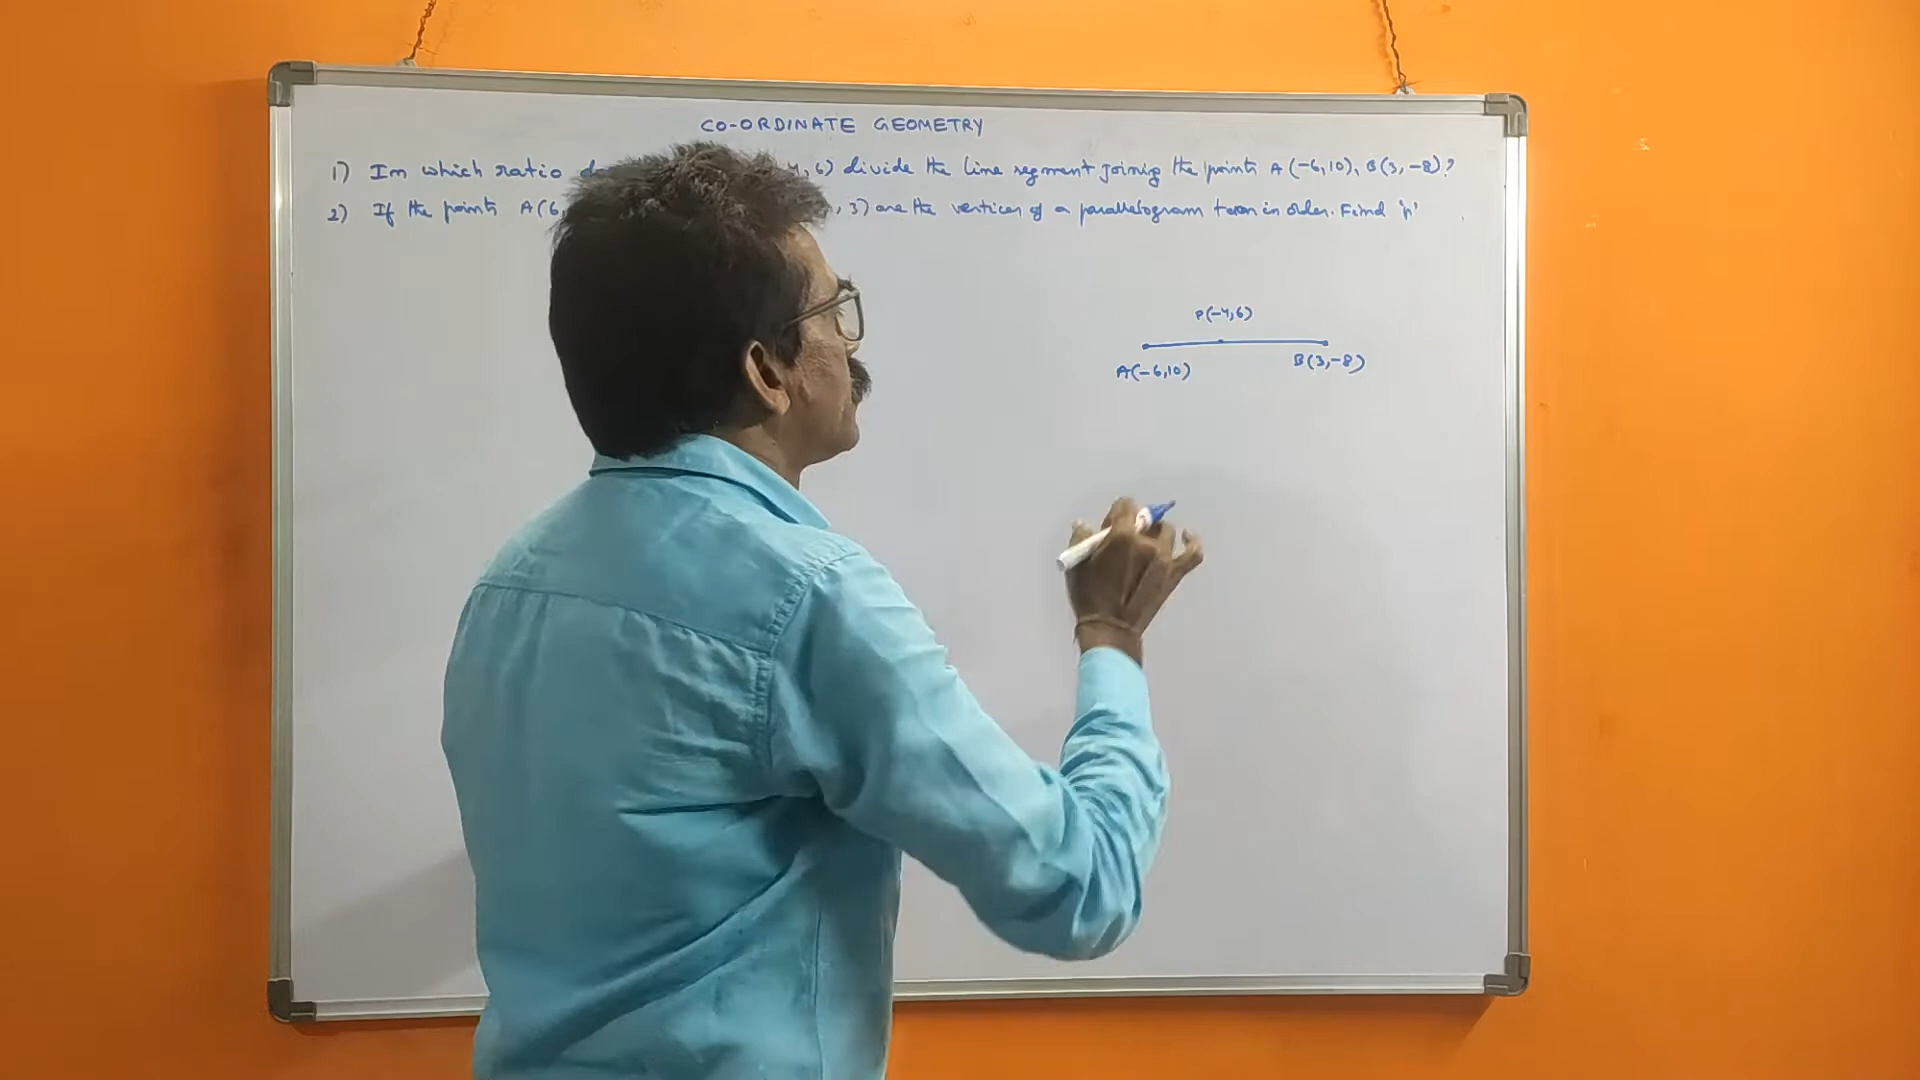 CO-ORDINATE GEOMETRY
1) In which ratio 4, 6) divide the line segment joining the points A (-6, 10), B (3, -8)?
2) If the points A (6, , 3) are the vertices of a parallelogram taken in order. Find 'p'
P(-4,6)
A(-6,10)
B(3,-8)